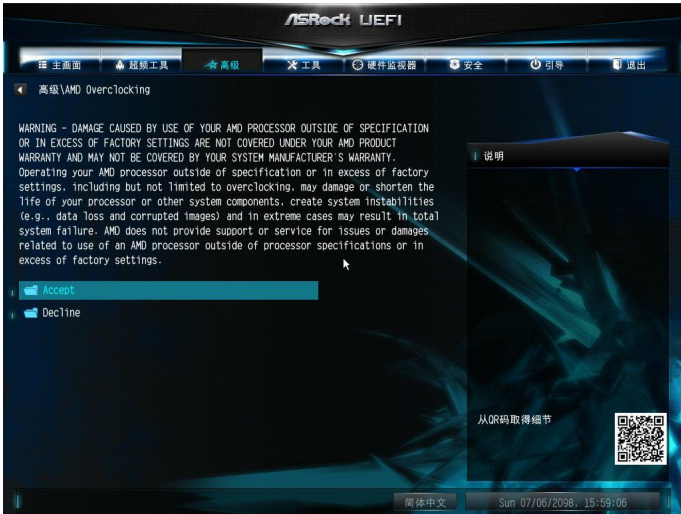 ASRock UEFI
主画面
超频工具
高级
工具
硬件监视器
安全
引导
退出
高级\AMD Overclocking
WARNING - DAMAGE CAUSED BY USE OF YOUR AMD PROCESSOR OUTSIDE OF SPECIFICATION
OR IN EXCESS OF FACTORY SETTINGS ARE NOT COVERED UNDER YOUR AMD PRODUCT
WARRANTY AND MAY NOT BE COVERED BY YOUR SYSTEM MANUFACTURER'S WARRANTY.
Operating your AMD processor outside of specification or in excess of factory
settings, including but not limited to overclocking, may damage or shorten the
life of your processor or other system components, create system instabilities
(e.g., data loss and corrupted images) and in extreme cases may result in total
system failure. AMD does not provide support or service for issues or damages
related to use of an AMD processor outside of processor specifications or in
excess of factory settings.
Accept
Decline
说明
从QR码取得细节
简体中文
Sun 07/06/2098, 15:59:06